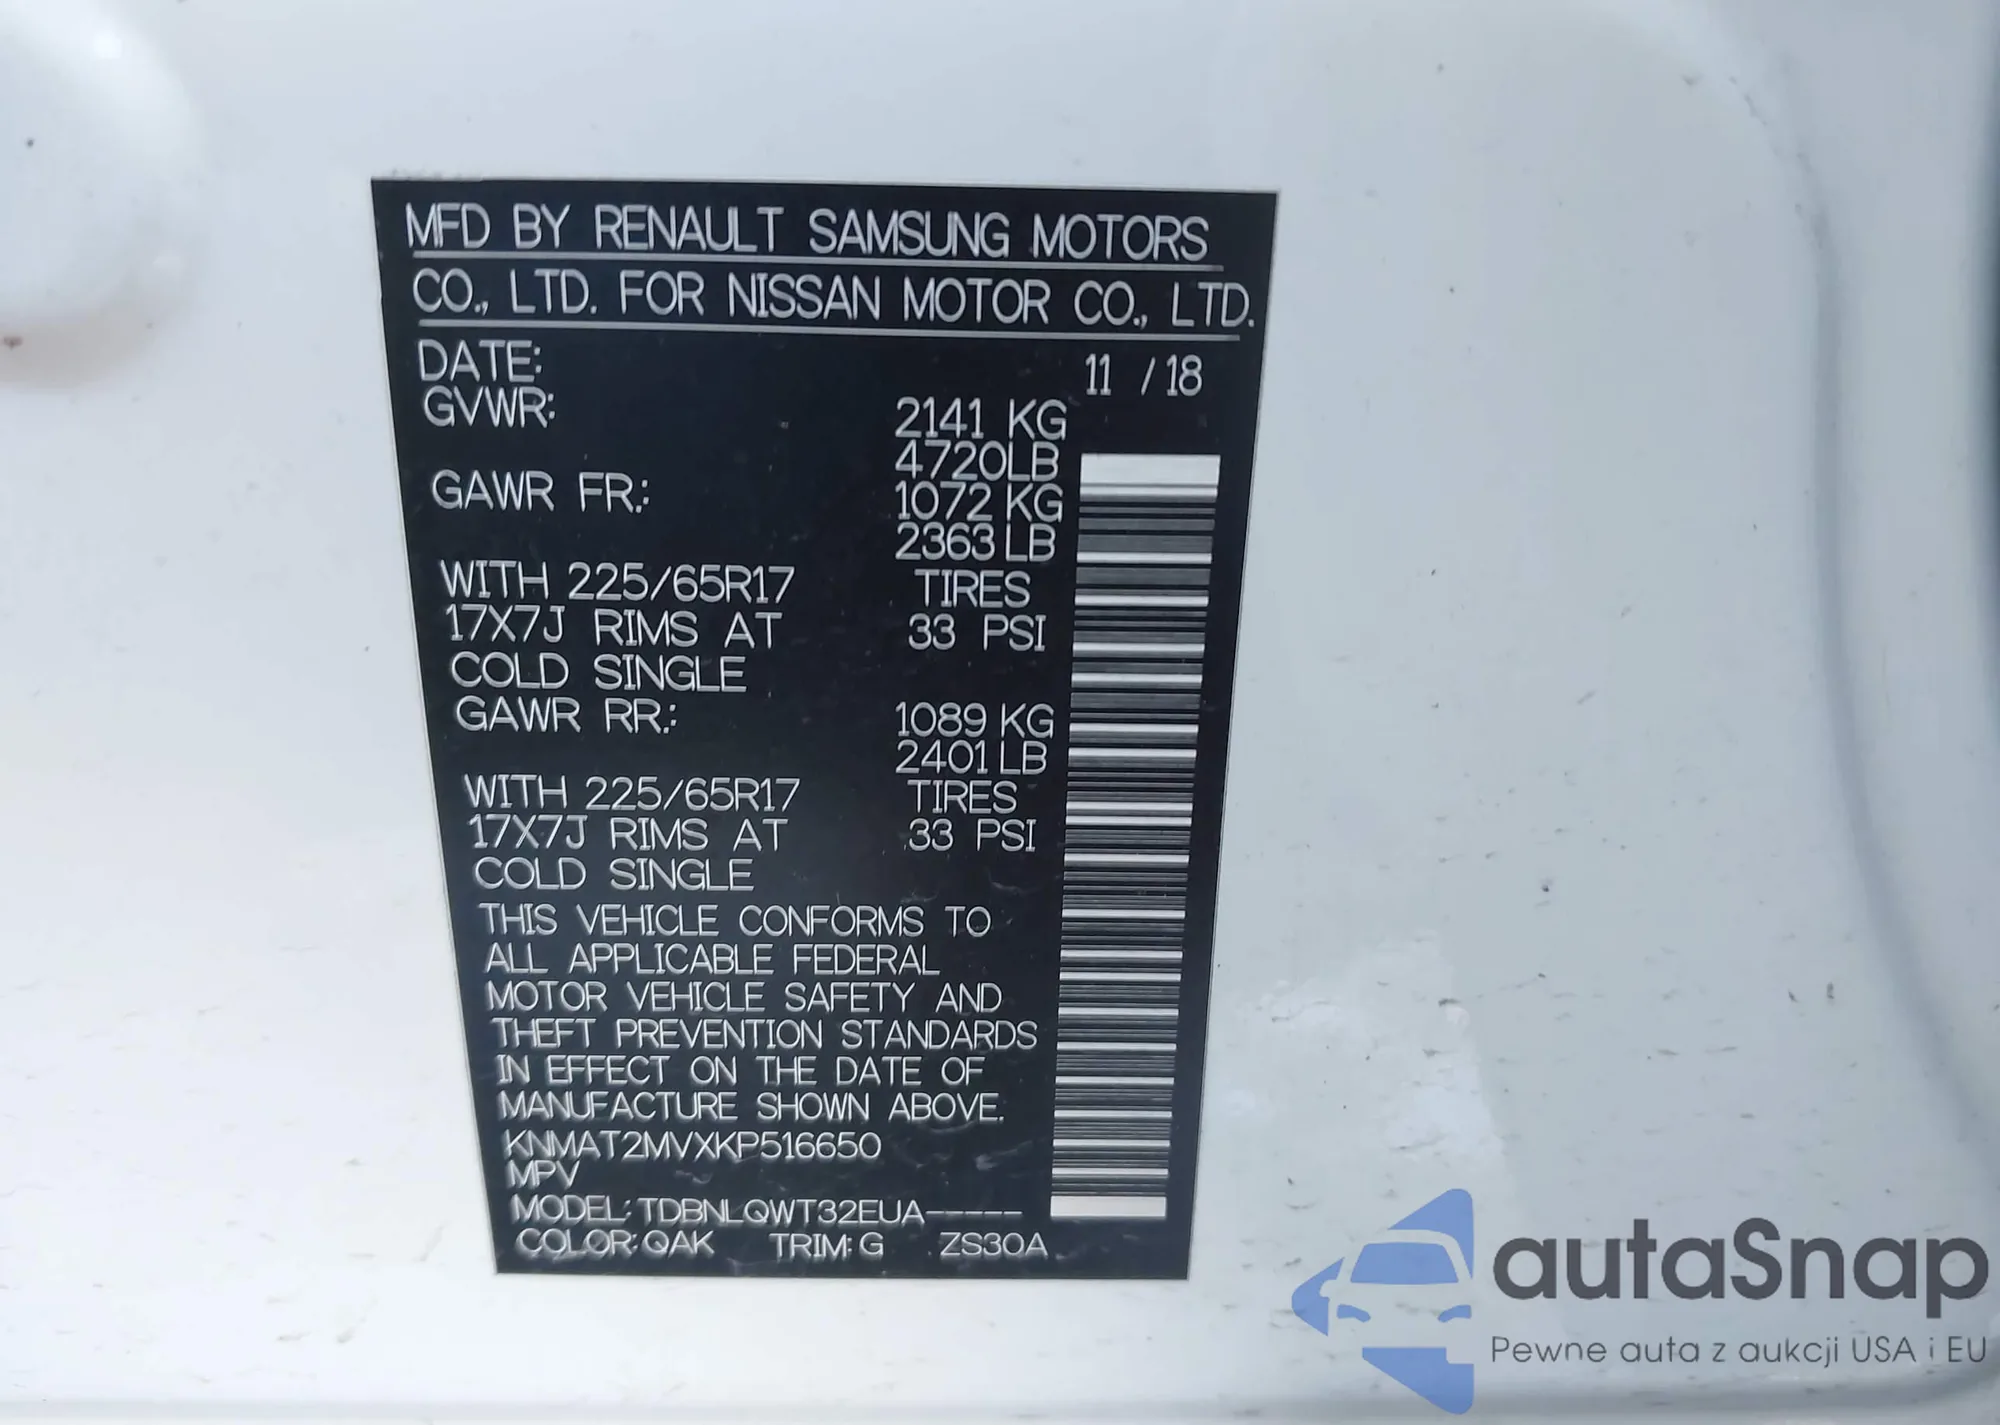 MFD BY RENAULT SAMSUNG MOTORS
CO., LTD. FOR NISSAN MOTOR CO., LTD.
DATE: 11 / 18
GVWR: 2141 KG
4720LB
GAWR FR.: 1072 KG
2363 LB
WITH 225/65R17 TIRES
17X7J RIMS AT 33 PSI
COLD SINGLE
GAWR RR.: 1089 KG
2401 LB
WITH 225/65R17 TIRES
17X7J RIMS AT 33 PSI
COLD SINGLE
THIS VEHICLE CONFORMS TO
ALL APPLICABLE FEDERAL
MOTOR VEHICLE SAFETY AND
THEFT PREVENTION STANDARDS
IN EFFECT ON THE DATE OF
MANUFACTURE SHOWN ABOVE.
KNMAT2MVXKP516650
MPV
MODEL: TDBNLQWT32EUA-----
COLOR: QAK TRIM: G ZS30A
autaSnap
Pewne auta z aukcji USA i EU